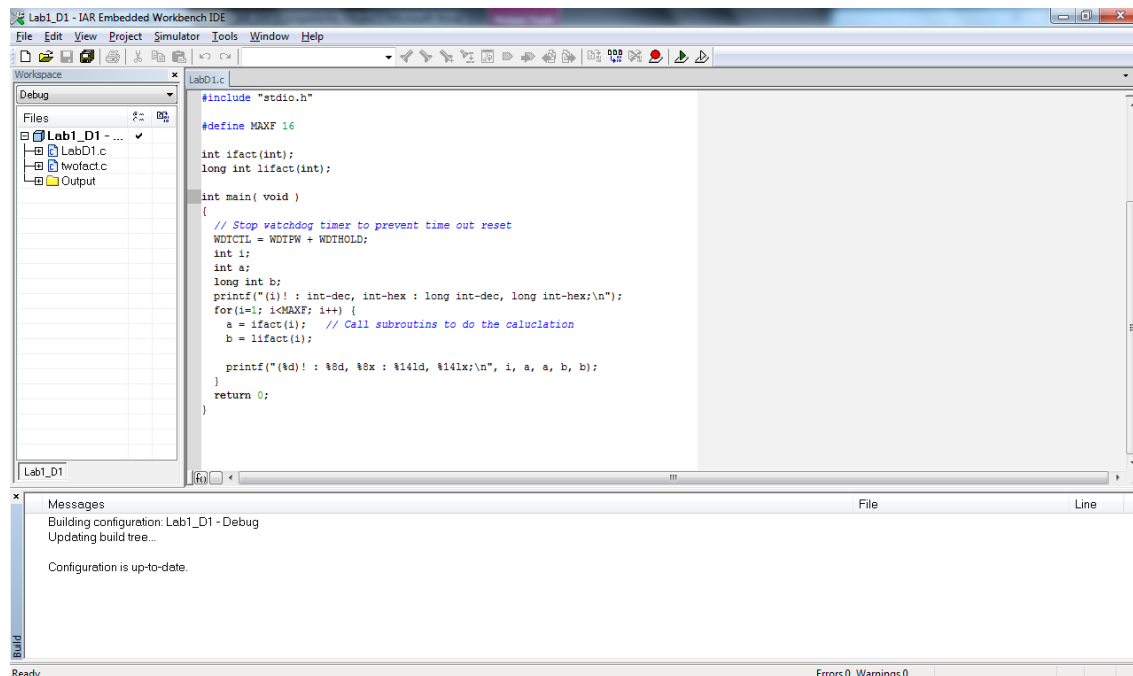 Lab1_D1 - IAR Embedded Workbench IDE
File Edit View Project Simulator Tools Window Help
Workspace
Debug
Files
Lab1_D1 - ...
LabD1.c
twofact.c
Output
Lab1_D1
LabD1.c
#include "stdio.h"
#define MAXF 16
int ifact(int);
long int lifact(int);
int main( void )
{
// Stop watchdog timer to prevent time out reset
WDTCTL = WDTPW + WDTHOLD;
int i;
int a;
long int b;
printf("(i)! : int-dec, int-hex : long int-dec, long int-hex;\n");
for(i=1; i<MAXF; i++) {
a = ifact(i); // Call subroutins to do the caluclation
b = lifact(i);
printf("(%d)! : %8d, %8x : %14ld, %14lx;\n", i, a, a, b, b);
}
return 0;
}
Messages File Line
Building configuration: Lab1_D1 - Debug
Updating build tree...
Configuration is up-to-date.
Build
Ready Errors 0, Warnings 0